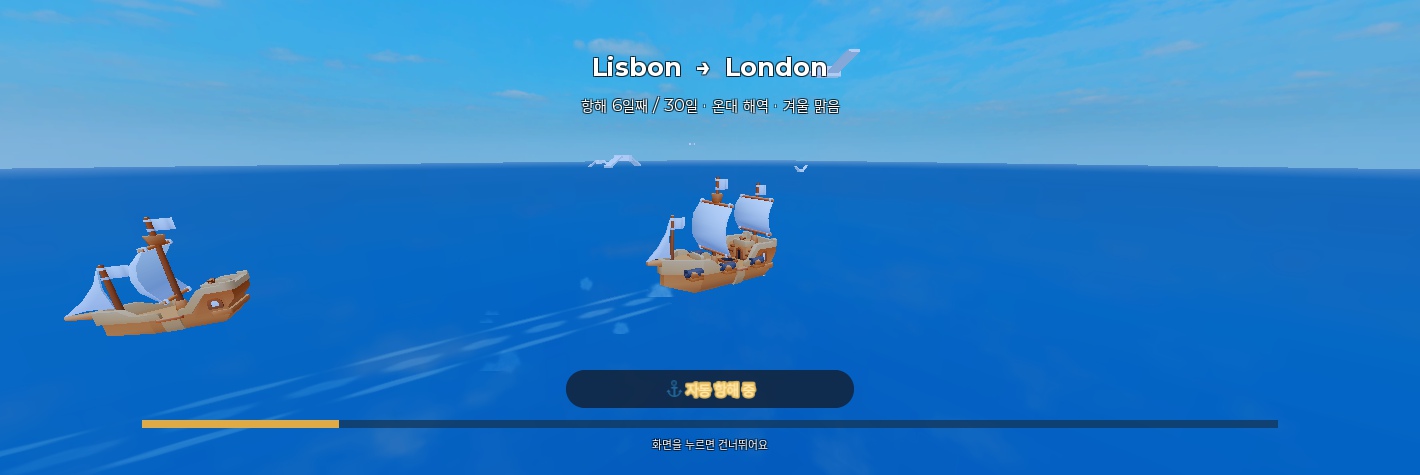 Lisbon → London
항해 6일째 / 30일 · 온대 해역 · 겨울 맑음
⚓ 자동 항해 중
화면을 누르면 건너뛰어요